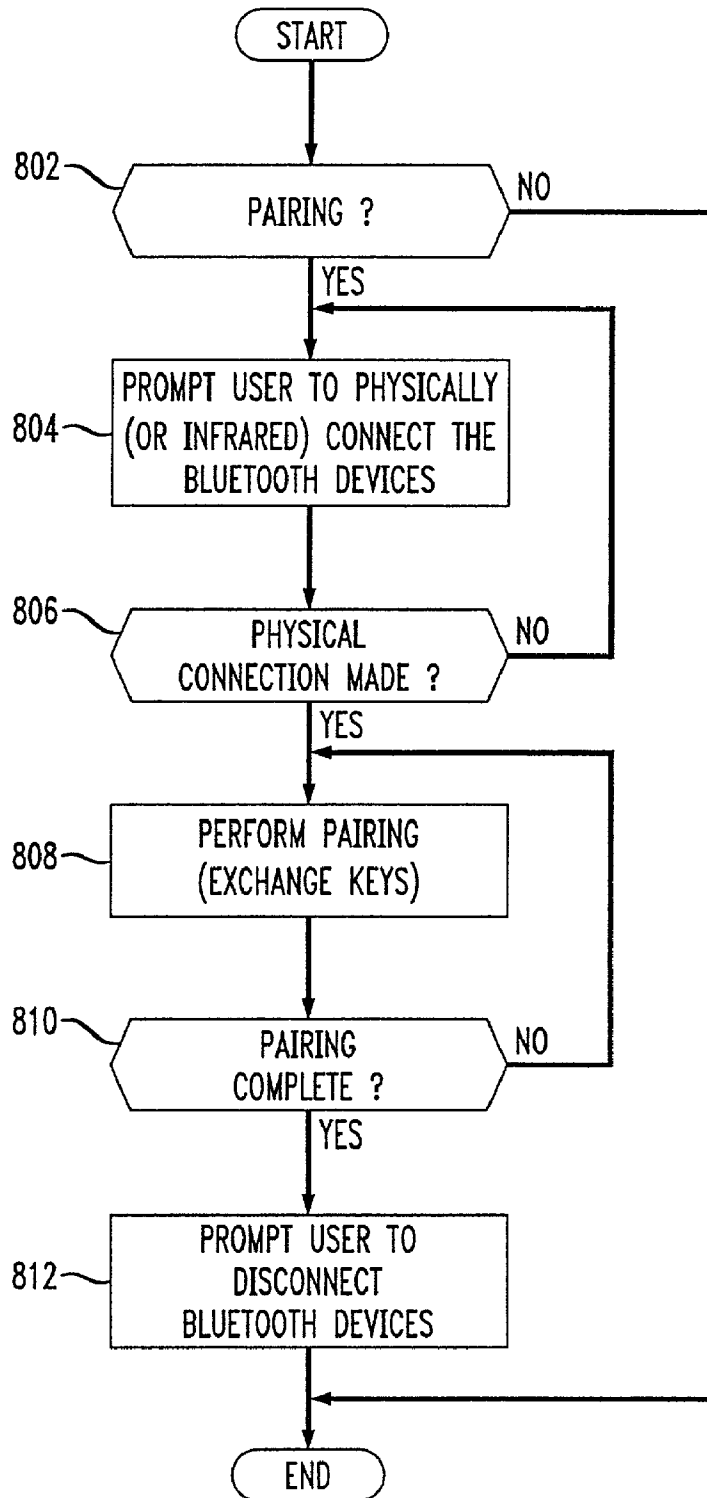 START
802
PAIRING ?
NO
YES
804
PROMPT USER TO PHYSICALLY
(OR INFRARED) CONNECT THE
BLUETOOTH DEVICES
806
PHYSICAL
CONNECTION MADE ?
NO
YES
808
PERFORM PAIRING
(EXCHANGE KEYS)
810
PAIRING
COMPLETE ?
NO
YES
812
PROMPT USER TO
DISCONNECT
BLUETOOTH DEVICES
END